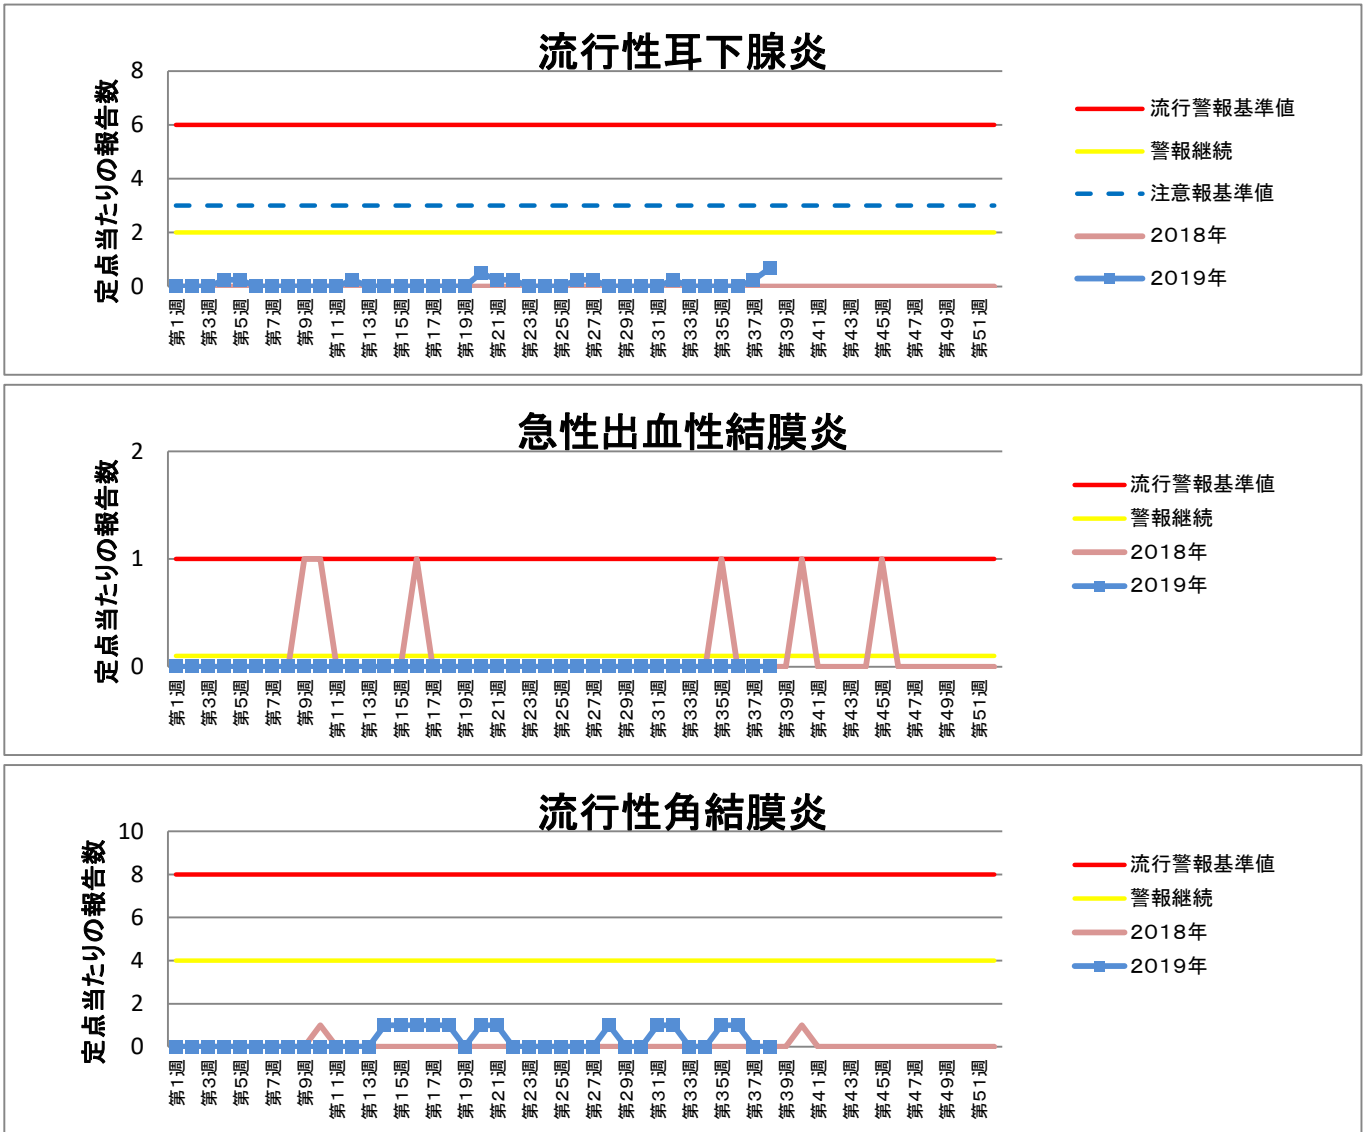 流行性耳下腺炎
定点当たりの報告数
8
6
4
2
0
第1週 第3週 第5週 第7週 第9週 第11週 第13週 第15週 第17週 第19週 第21週 第23週 第25週 第27週 第29週 第31週 第33週 第35週 第37週 第39週 第41週 第43週 第45週 第47週 第49週 第51週
流行警報基準値
警報継続
注意報基準値
2018年
2019年
急性出血性結膜炎
定点当たりの報告数
2
1
0
第1週 第3週 第5週 第7週 第9週 第11週 第13週 第15週 第17週 第19週 第21週 第23週 第25週 第27週 第29週 第31週 第33週 第35週 第37週 第39週 第41週 第43週 第45週 第47週 第49週 第51週
流行警報基準値
警報継続
2018年
2019年
流行性角結膜炎
定点当たりの報告数
10
8
6
4
2
0
第1週 第3週 第5週 第7週 第9週 第11週 第13週 第15週 第17週 第19週 第21週 第23週 第25週 第27週 第29週 第31週 第33週 第35週 第37週 第39週 第41週 第43週 第45週 第47週 第49週 第51週
流行警報基準値
警報継続
2018年
2019年